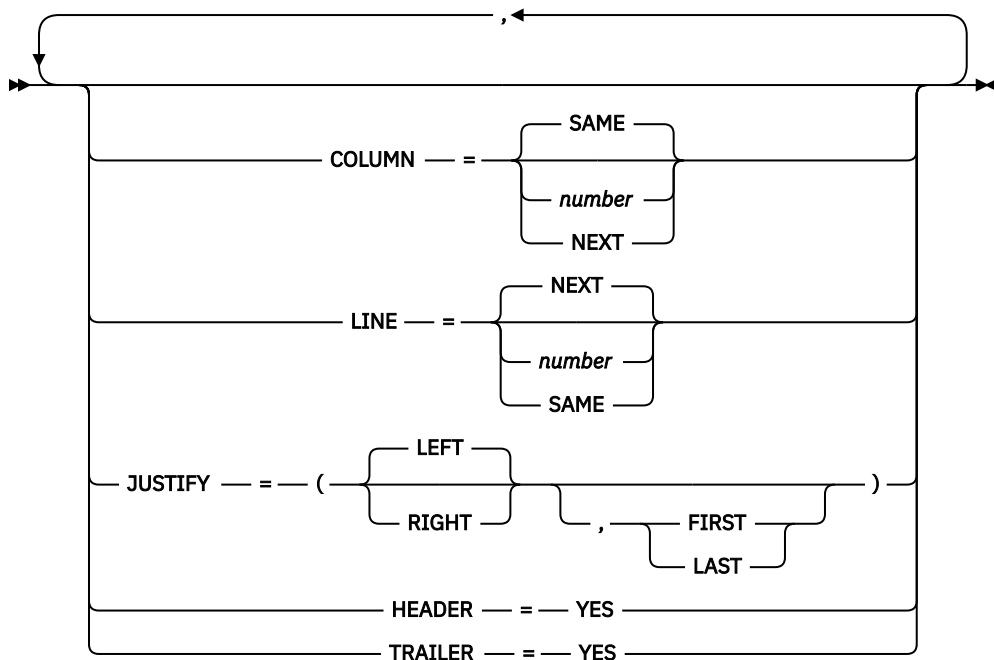 ,
SAME
COLUMN =
number
NEXT
NEXT
LINE =
number
SAME
LEFT
JUSTIFY = ( )
RIGHT , FIRST
LAST
HEADER = YES
TRAILER = YES